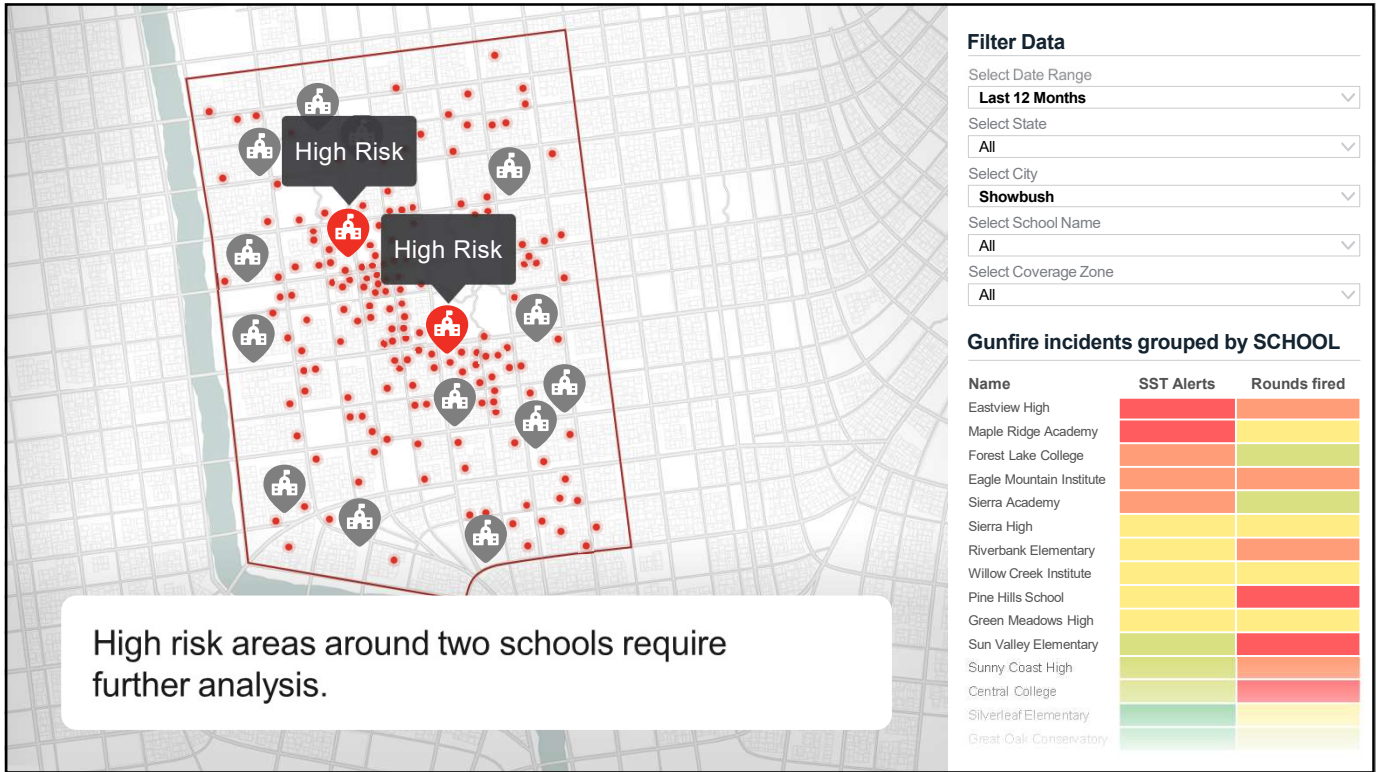 High Risk
High Risk
High risk areas around two schools require
further analysis.
Filter Data
Select Date Range
Last 12 Months
Select State
All
Select City
Showbush
Select School Name
All
Select Coverage Zone
All
Gunfire incidents grouped by SCHOOL
Name SST Alerts Rounds fired
Eastview High
Maple Ridge Academy
Forest Lake College
Eagle Mountain Institute
Sierra Academy
Sierra High
Riverbank Elementary
Willow Creek Institute
Pine Hills School
Green Meadows High
Sun Valley Elementary
Sunny Coast High
Central College
Silverleaf Elementary
Great Oak Conservatory